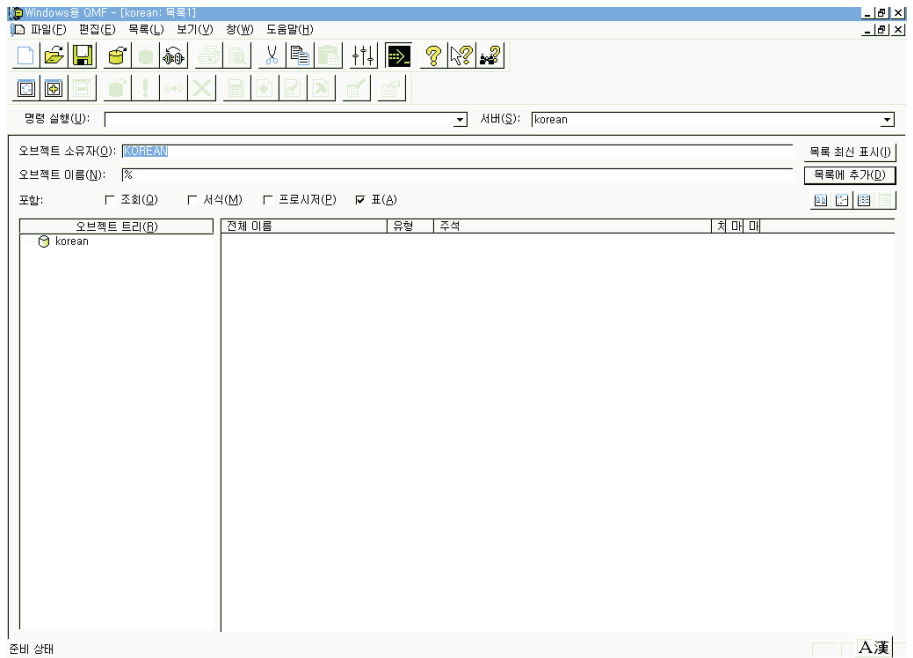 Windows용 QMF - [korean: 목록1]
파일(F) 편집(E) 목록(L) 보기(V) 창(W) 도움말(H)
명령 실행(U): 서버(S): korean
오브젝트 소유자(O): KOREAN 목록 최신 표시(I)
오브젝트 이름(N): % 목록에 추가(D)
포함: 조회(Q) 서식(M) 프로시저(P) 표(A)
오브젝트 트리(R) 전체 이름 유형 주석 처 마 마
korean
준비 상태 A漢